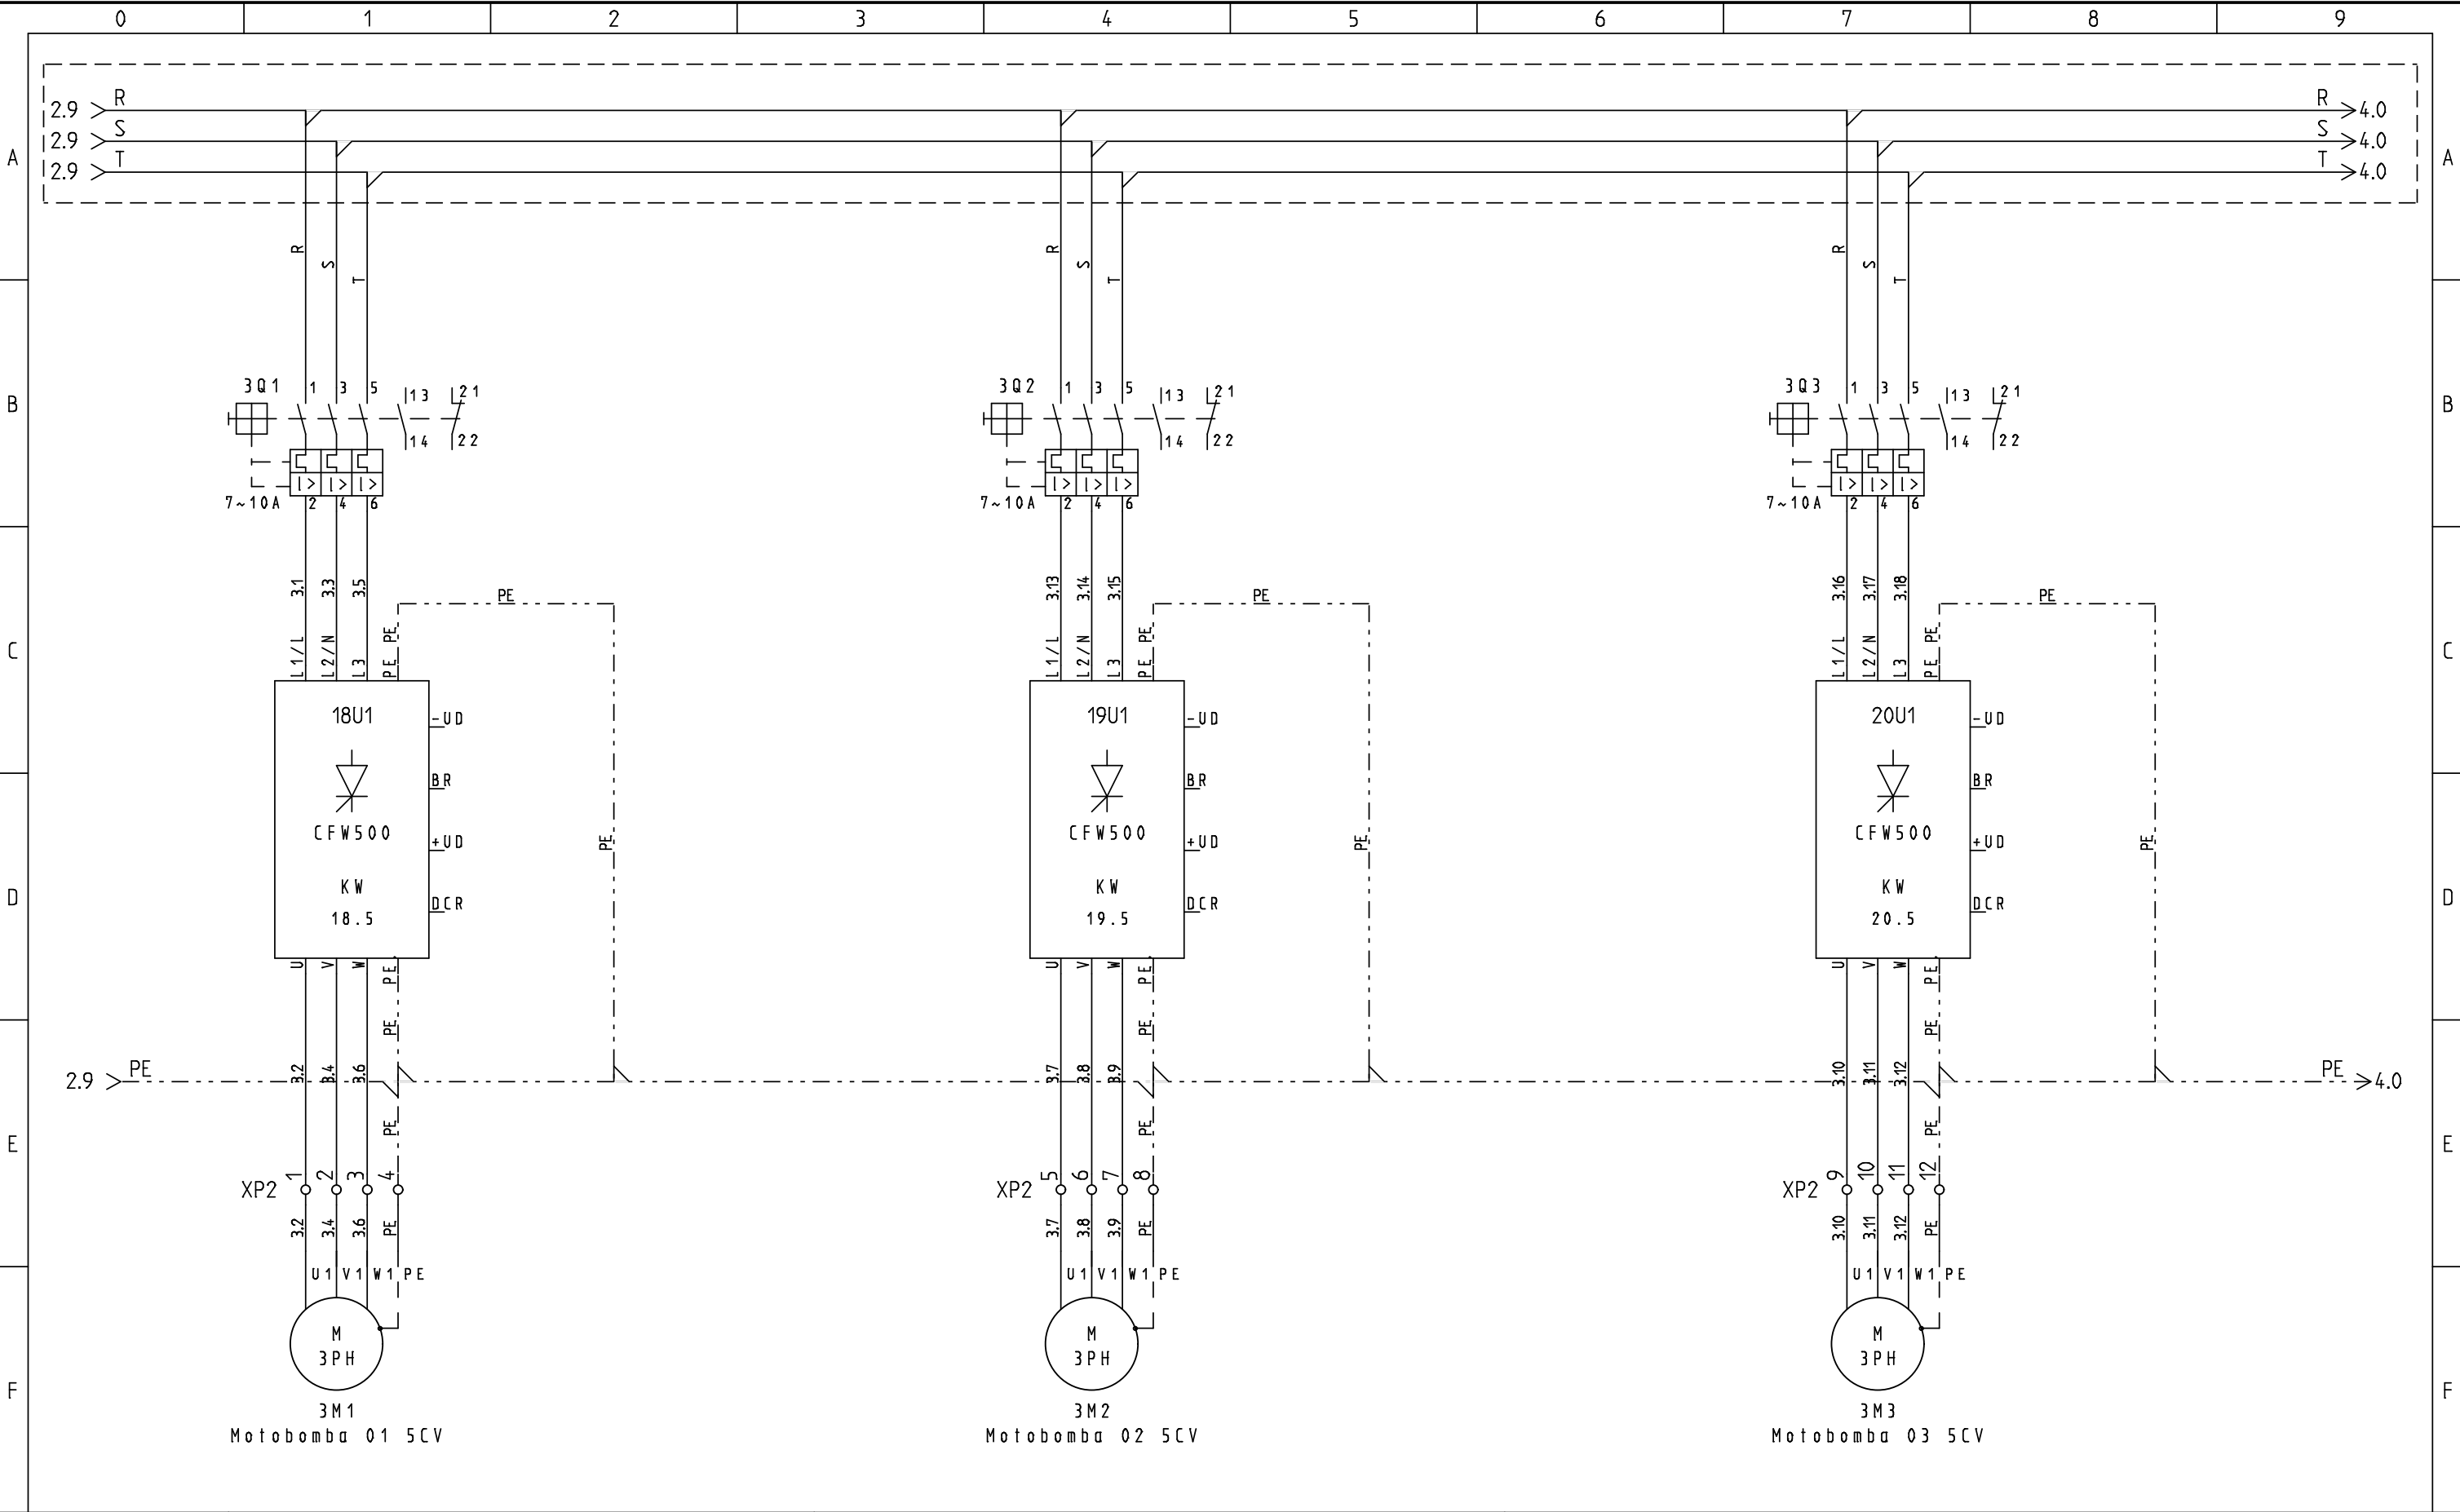 0 1 2 3 4 5 6 7 8 9
2.9 R R 4.0
2.9 S S 4.0
2.9 T T 4.0
A A
R S T R S T R S T
B B
3Q1 1 3 5 13 21
14 22
7~10A 2 4 6
3Q2 1 3 5 13 21
14 22
7~10A 2 4 6
3Q3 1 3 5 13 21
14 22
7~10A 2 4 6
I> I> I> I> I> I> I> I> I>
3.1 3.3 3.5 PE
3.13 3.14 3.15 PE
3.16 3.17 3.18 PE
C C
L1/L L2/N L3 PE PE
L1/L L2/N L3 PE PE
L1/L L2/N L3 PE PE
18U1 -UD
BR
CFW500 +UD PE
KW
18.5 DCR
19U1 -UD
BR
CFW500 +UD PE
KW
19.5 DCR
20U1 -UD
BR
CFW500 +UD PE
KW
20.5 DCR
D D
U V W PE U V W PE U V W PE
PE PE PE
2.9 PE 3.2 3.4 3.6 3.7 3.8 3.9 3.10 3.11 3.12 PE 4.0
PE PE PE
E E
XP2 1 2 3 4 XP2 5 6 7 8 XP2 9 10 11 12
3.2 3.4 3.6 PE 3.7 3.8 3.9 PE 3.10 3.11 3.12 PE
U1 V1 W1 PE U1 V1 W1 PE U1 V1 W1 PE
M M M
3PH 3PH 3PH
F F
3M1 3M2 3M3
Motobomba 01 5CV Motobomba 02 5CV Motobomba 03 5CV